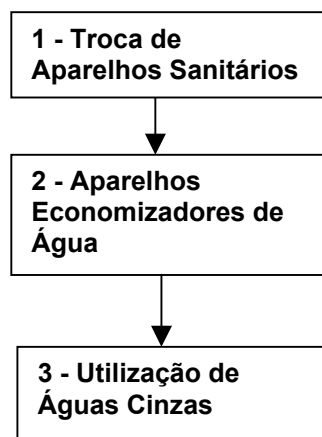 1 - Troca de
Aparelhos Sanitários
2 - Aparelhos
Economizadores de
Água
3 - Utilização de
Águas Cinzas